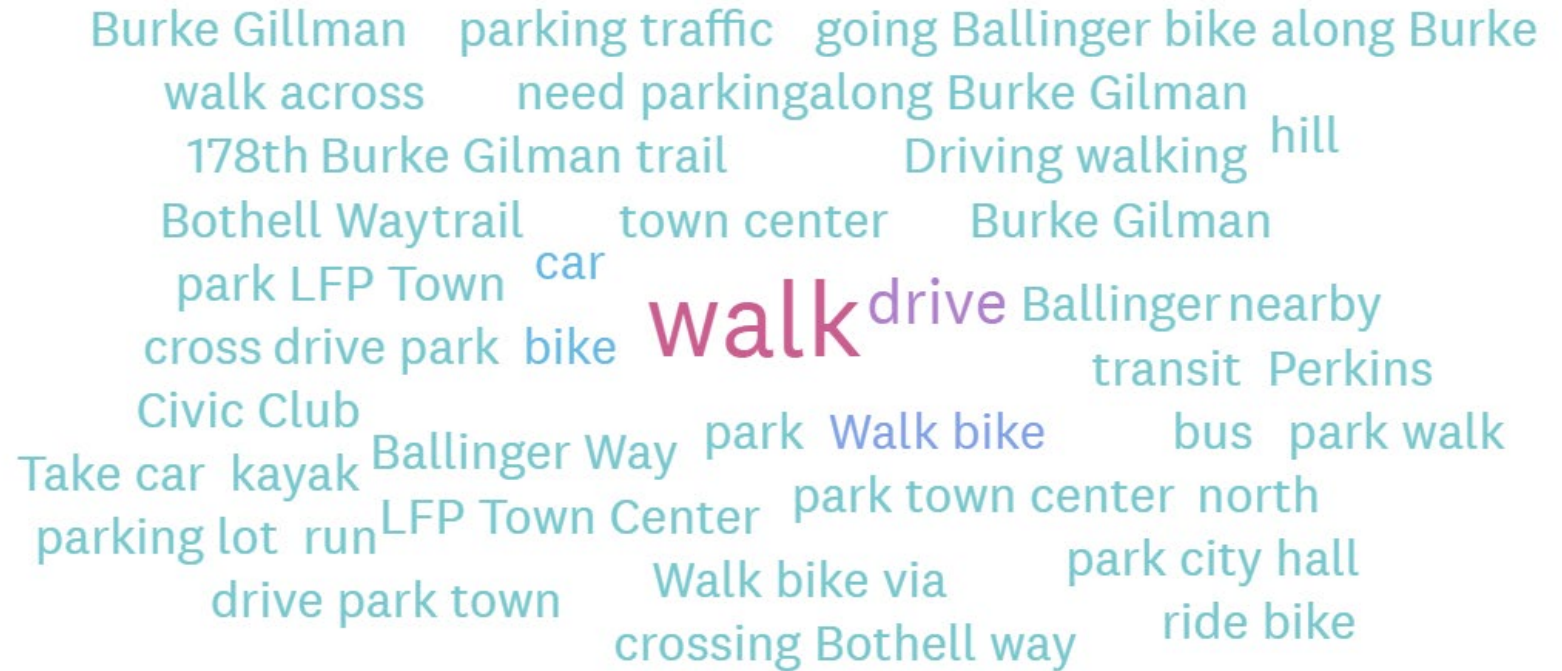 Burke Gillman parking traffic going Ballinger bike along Burke
walk across need parking along Burke Gilman
hill
178th Burke Gilman trail Driving walking
Bothell Way trail town center Burke Gilman
car
park LFP Town walk drive Ballinger nearby
cross drive park bike transit Perkins
Civic Club park Walk bike bus park walk
Ballinger Way
Take car kayak park town center north
LFP Town Center
parking lot run park city hall
Walk bike via
drive park town ride bike
crossing Bothell way